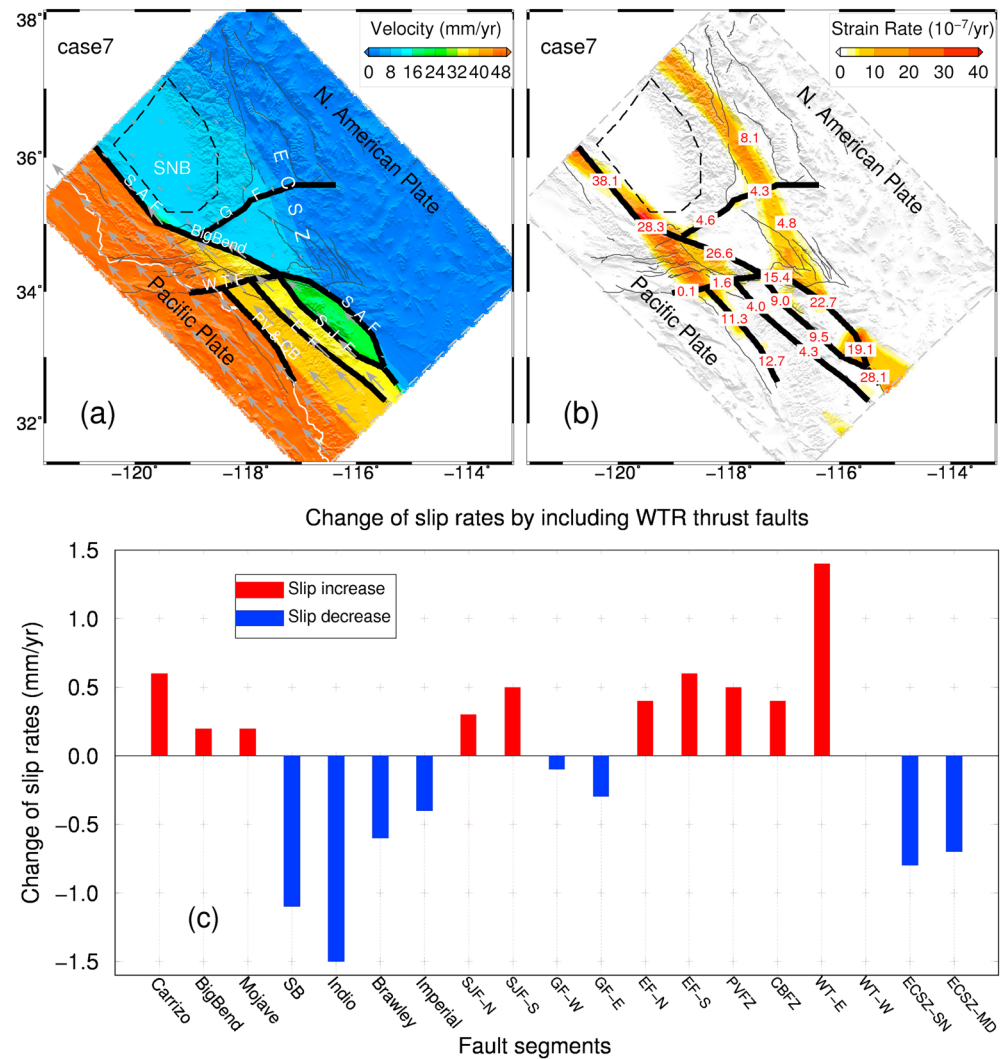 38°
36°
34°
32°
case7
Velocity (mm/yr)
0 8 16 24 32 40 48
N. American Plate
SNB
E C S Z
S A F
G F
BigBend
W T F
S A F
S J F
E F
Pacific Plate
(a)
−120° −118° −116° −114°
case7
Strain Rate (10⁻⁷/yr)
0 10 20 30 40
N. American Plate
8.1
38.1
4.3
28.3
4.6
4.8
26.6
15.4
1.6
0.1
9.0
22.7
4.0
11.3
9.5
4.3
19.1
12.7
28.1
Pacific Plate
(b)
−120° −118° −116° −114°
Change of slip rates by including WTR thrust faults
Change of slip rates (mm/yr)
1.5
1.0
0.5
0.0
−0.5
−1.0
−1.5
Slip increase
Slip decrease
(c)
Carrizo
BigBend
Mojave
SB
Indio
Brawley
Imperial
SJF−N
SJF−S
GF−W
GF−E
EF−N
EF−S
PVFZ
CBFZ
WT−E
WT−W
ECSZ−SN
ECSZ−MD
Fault segments